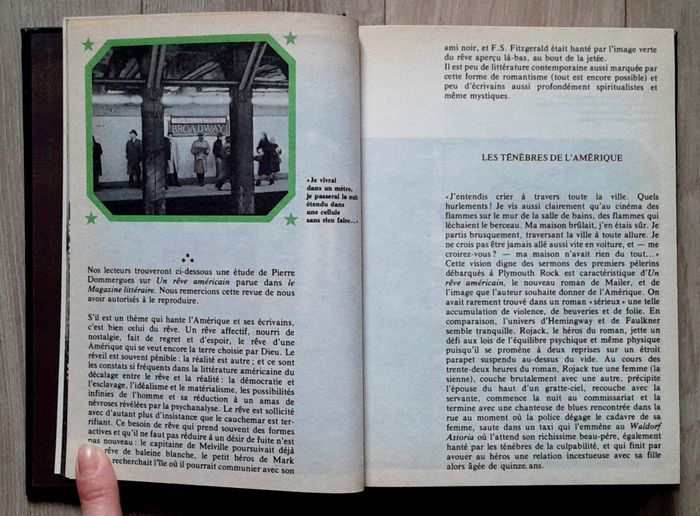 BROADWAY
« Je vivrai
dans un métro,
je passerai la nuit
étendu dans
une cellule
sans rien faire... »
Nos lecteurs trouveront ci-dessous une étude de Pierre
Dommergues sur Un rêve américain parue dans le
Magazine littéraire. Nous remercions cette revue de nous
avoir autorisés à le reproduire.
S'il est un thème qui hante l'Amérique et ses écrivains,
c'est bien celui du rêve. Un rêve affectif, nourri de
nostalgie, fait de regret et d'espoir, le rêve d'une
Amérique qui se veut encore la terre choisie par Dieu. Le
réveil est souvent pénible : la réalité est autre ; et ce sont
les constats si fréquents dans la littérature américaine du
décalage entre le rêve et la réalité : la démocratie et
l'esclavage, l'idéalisme et le matérialisme, les possibilités
infinies de l'homme et sa réduction à un amas de
névroses révélées par la psychanalyse. Le rêve est sollicité
avec d'autant plus d'insistance que le cauchemar est ter-
rifiant. Ce besoin de rêve qui prend souvent des formes
actives et qu'il ne faut pas réduire à un désir de fuite n'est
pas nouveau : le capitaine de Melville poursuivait déjà
rêve de baleine blanche, le petit héros de Mark
recherchait l'île où il pourrait communier avec son
ami noir, et F.S. Fitzgerald était hanté par l'image verte
du rêve aperçu là-bas, au bout de la jetée.
Il est peu de littérature contemporaine aussi marquée par
cette forme de romantisme (tout est encore possible) et
peu d'écrivains aussi profondément spiritualistes et
même mystiques.
LES TÉNÈBRES DE L'AMÉRIQUE
« J'entendis crier à travers toute la ville. Quels
hurlements ! Je vis aussi clairement qu'au cinéma des
flammes sur le mur de la salle de bains, des flammes qui
léchaient le berceau. Ma maison brûlait, j'en étais sûr. Je
partis brusquement, traversant la ville à toute allure. Je
ne crois pas être jamais allé aussi vite en voiture, et — me
croirez-vous ? — ma maison n'avait rien du tout... »
Cette vision digne des sermons des premiers pèlerins
débarqués à Plymouth Rock est caractéristique d'Un
rêve américain, le nouveau roman de Mailer, et de
l'image que l'auteur souhaite donner de l'Amérique. On
avait rarement trouvé dans un roman « sérieux » une telle
accumulation de violence, de beuveries et de folie. En
comparaison, l'univers d'Hemingway et de Faulkner
semble tranquille. Rojack, le héros du roman, jette un
défi aux lois de l'équilibre psychique et même physique
puisqu'il se promène à deux reprises sur un étroit
parapet suspendu au-dessus du vide. Au cours des
trente-deux heures du roman, Rojack tue une femme (la
sienne), couche brutalement avec une autre, précipite
l'épouse du haut d'un gratte-ciel, recouche avec la
servante, commence la nuit au commissariat et la
termine avec une chanteuse de blues rencontrée dans la
rue au moment où la police dégage le cadavre de sa
femme, saute dans un taxi qui l'emmène au Waldorf
Astoria où l'attend son richissime beau-père, également
hanté par les ténèbres de la culpabilité, et qui finit par
avouer au héros une relation incestueuse avec sa fille
alors âgée de quinze ans.